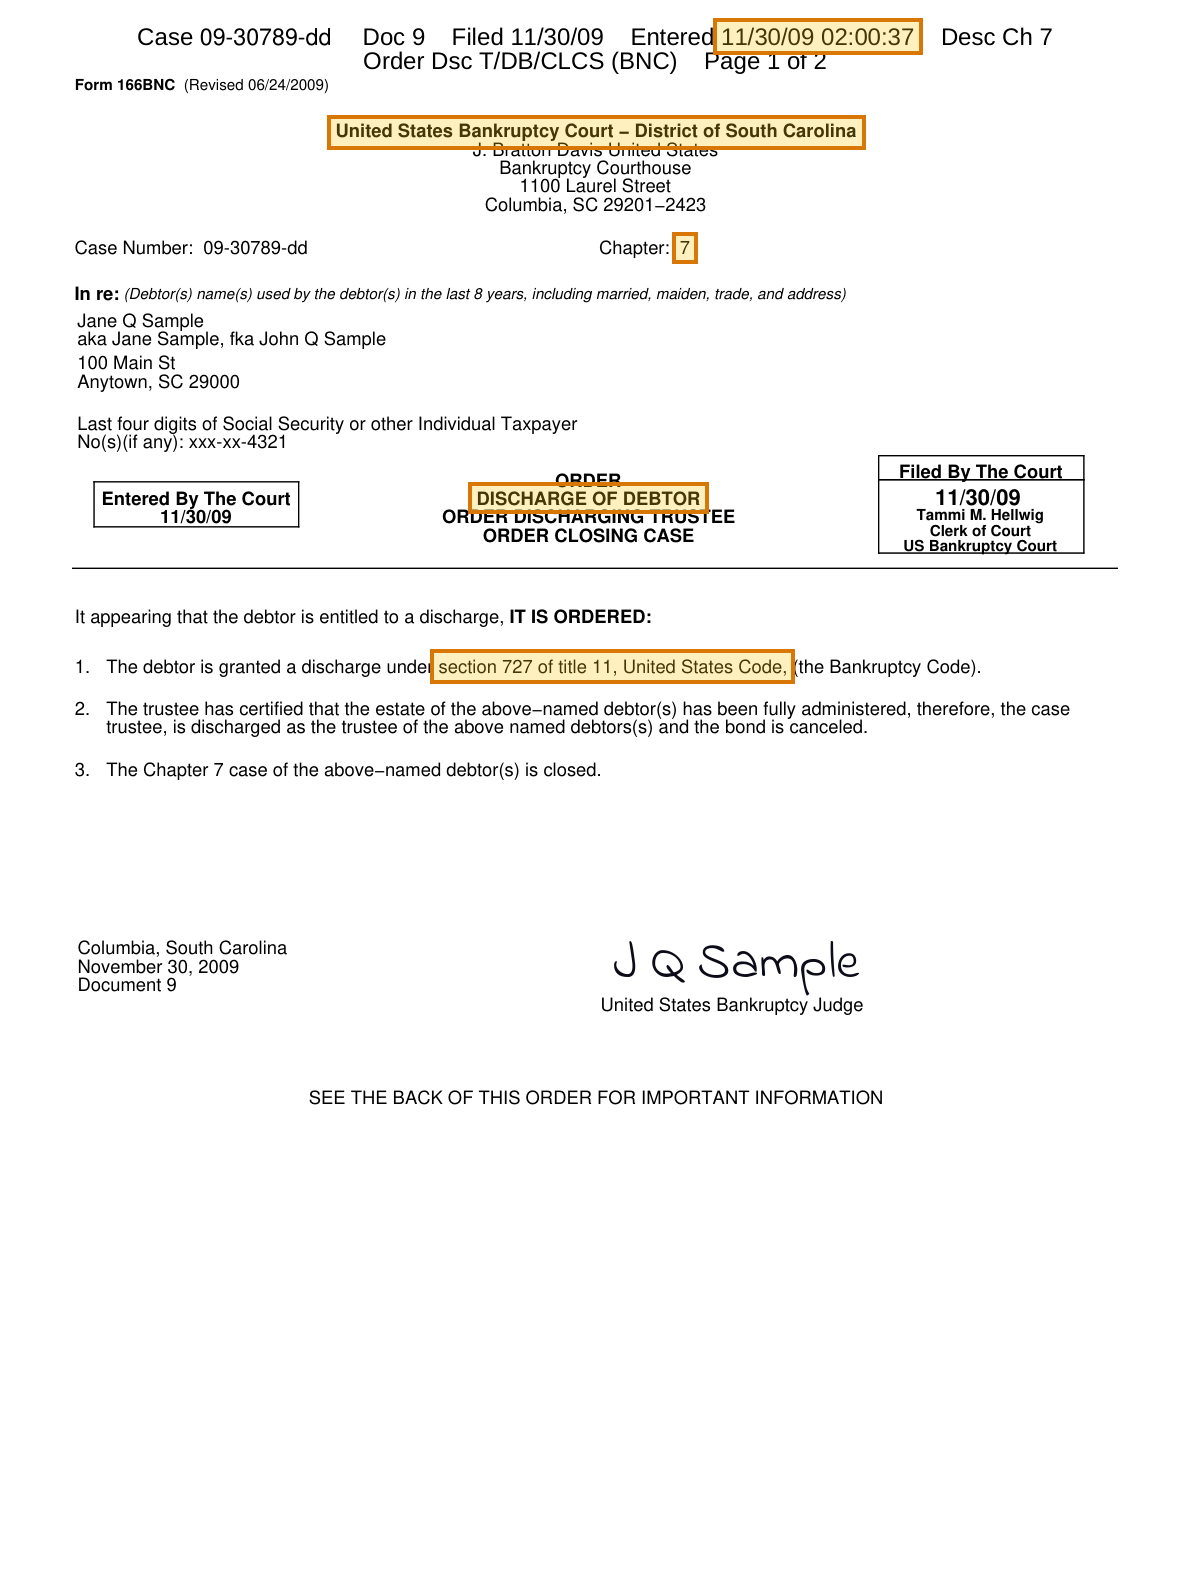 Case 09-30789-dd Doc 9 Filed 11/30/09 Entered 11/30/09 02:00:37 Desc Ch 7
Order Dsc T/DB/CLCS (BNC) Page 1 of 2
Form 166BNC (Revised 06/24/2009)
United States Bankruptcy Court – District of South Carolina
J. Bratton Davis United States
Bankruptcy Courthouse
1100 Laurel Street
Columbia, SC 29201–2423
Case Number: 09-30789-dd Chapter: 7
In re: (Debtor(s) name(s) used by the debtor(s) in the last 8 years, including married, maiden, trade, and address)
Jane Q Sample
aka Jane Sample, fka John Q Sample
100 Main St
Anytown, SC 29000
Last four digits of Social Security or other Individual Taxpayer
No(s)(if any): xxx-xx-4321
Entered By The Court
11/30/09
ORDER
DISCHARGE OF DEBTOR
ORDER DISCHARGING TRUSTEE
ORDER CLOSING CASE
Filed By The Court
11/30/09
Tammi M. Hellwig
Clerk of Court
US Bankruptcy Court
It appearing that the debtor is entitled to a discharge, IT IS ORDERED:
1. The debtor is granted a discharge under section 727 of title 11, United States Code, (the Bankruptcy Code).
2. The trustee has certified that the estate of the above–named debtor(s) has been fully administered, therefore, the case
trustee, is discharged as the trustee of the above named debtors(s) and the bond is canceled.
3. The Chapter 7 case of the above–named debtor(s) is closed.
Columbia, South Carolina
November 30, 2009
Document 9
J Q Sample
United States Bankruptcy Judge
SEE THE BACK OF THIS ORDER FOR IMPORTANT INFORMATION